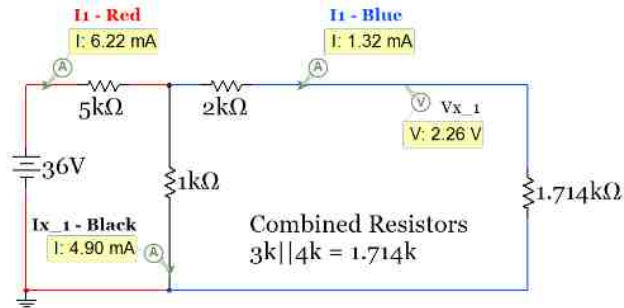 I1 - Red
I: 6.22 mA
A
I1 - Blue
I: 1.32 mA
A
5kΩ
2kΩ
V
Vx_1
V: 2.26 V
36V
1kΩ
1.714kΩ
Ix_1 - Black
I: 4.90 mA
A
Combined Resistors
3k||4k = 1.714k